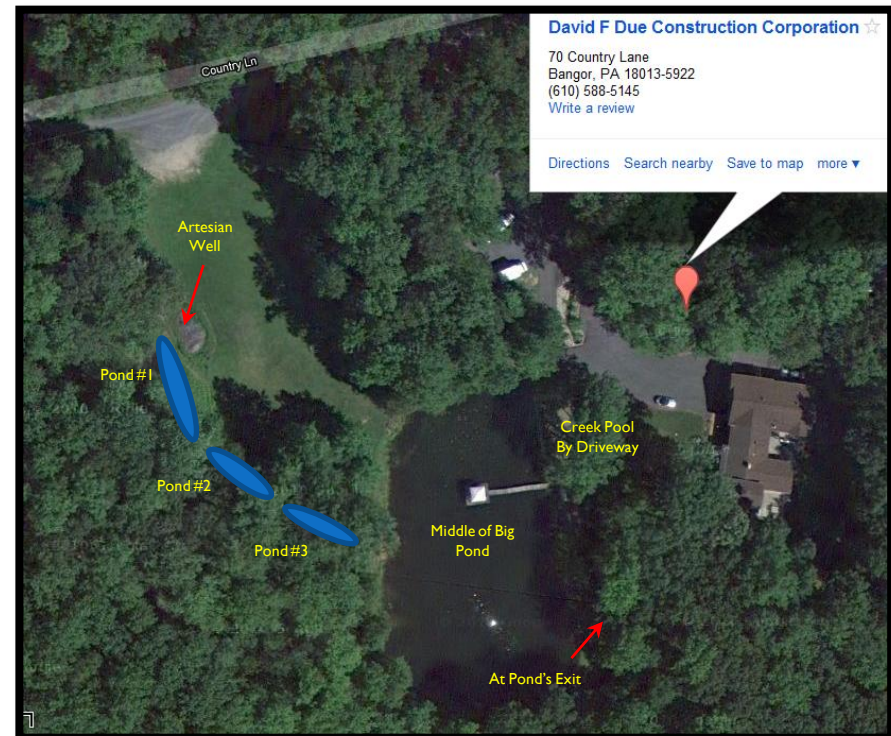 David F Due Construction Corporation
70 Country Lane
Bangor, PA 18013-5922
(610) 588-5145
Write a review
Directions Search nearby Save to map more ▼
Country Ln
Artesian
Well
Pond #1
Pond #2
Pond #3
Creek Pool
By Driveway
Middle of Big
Pond
At Pond's Exit